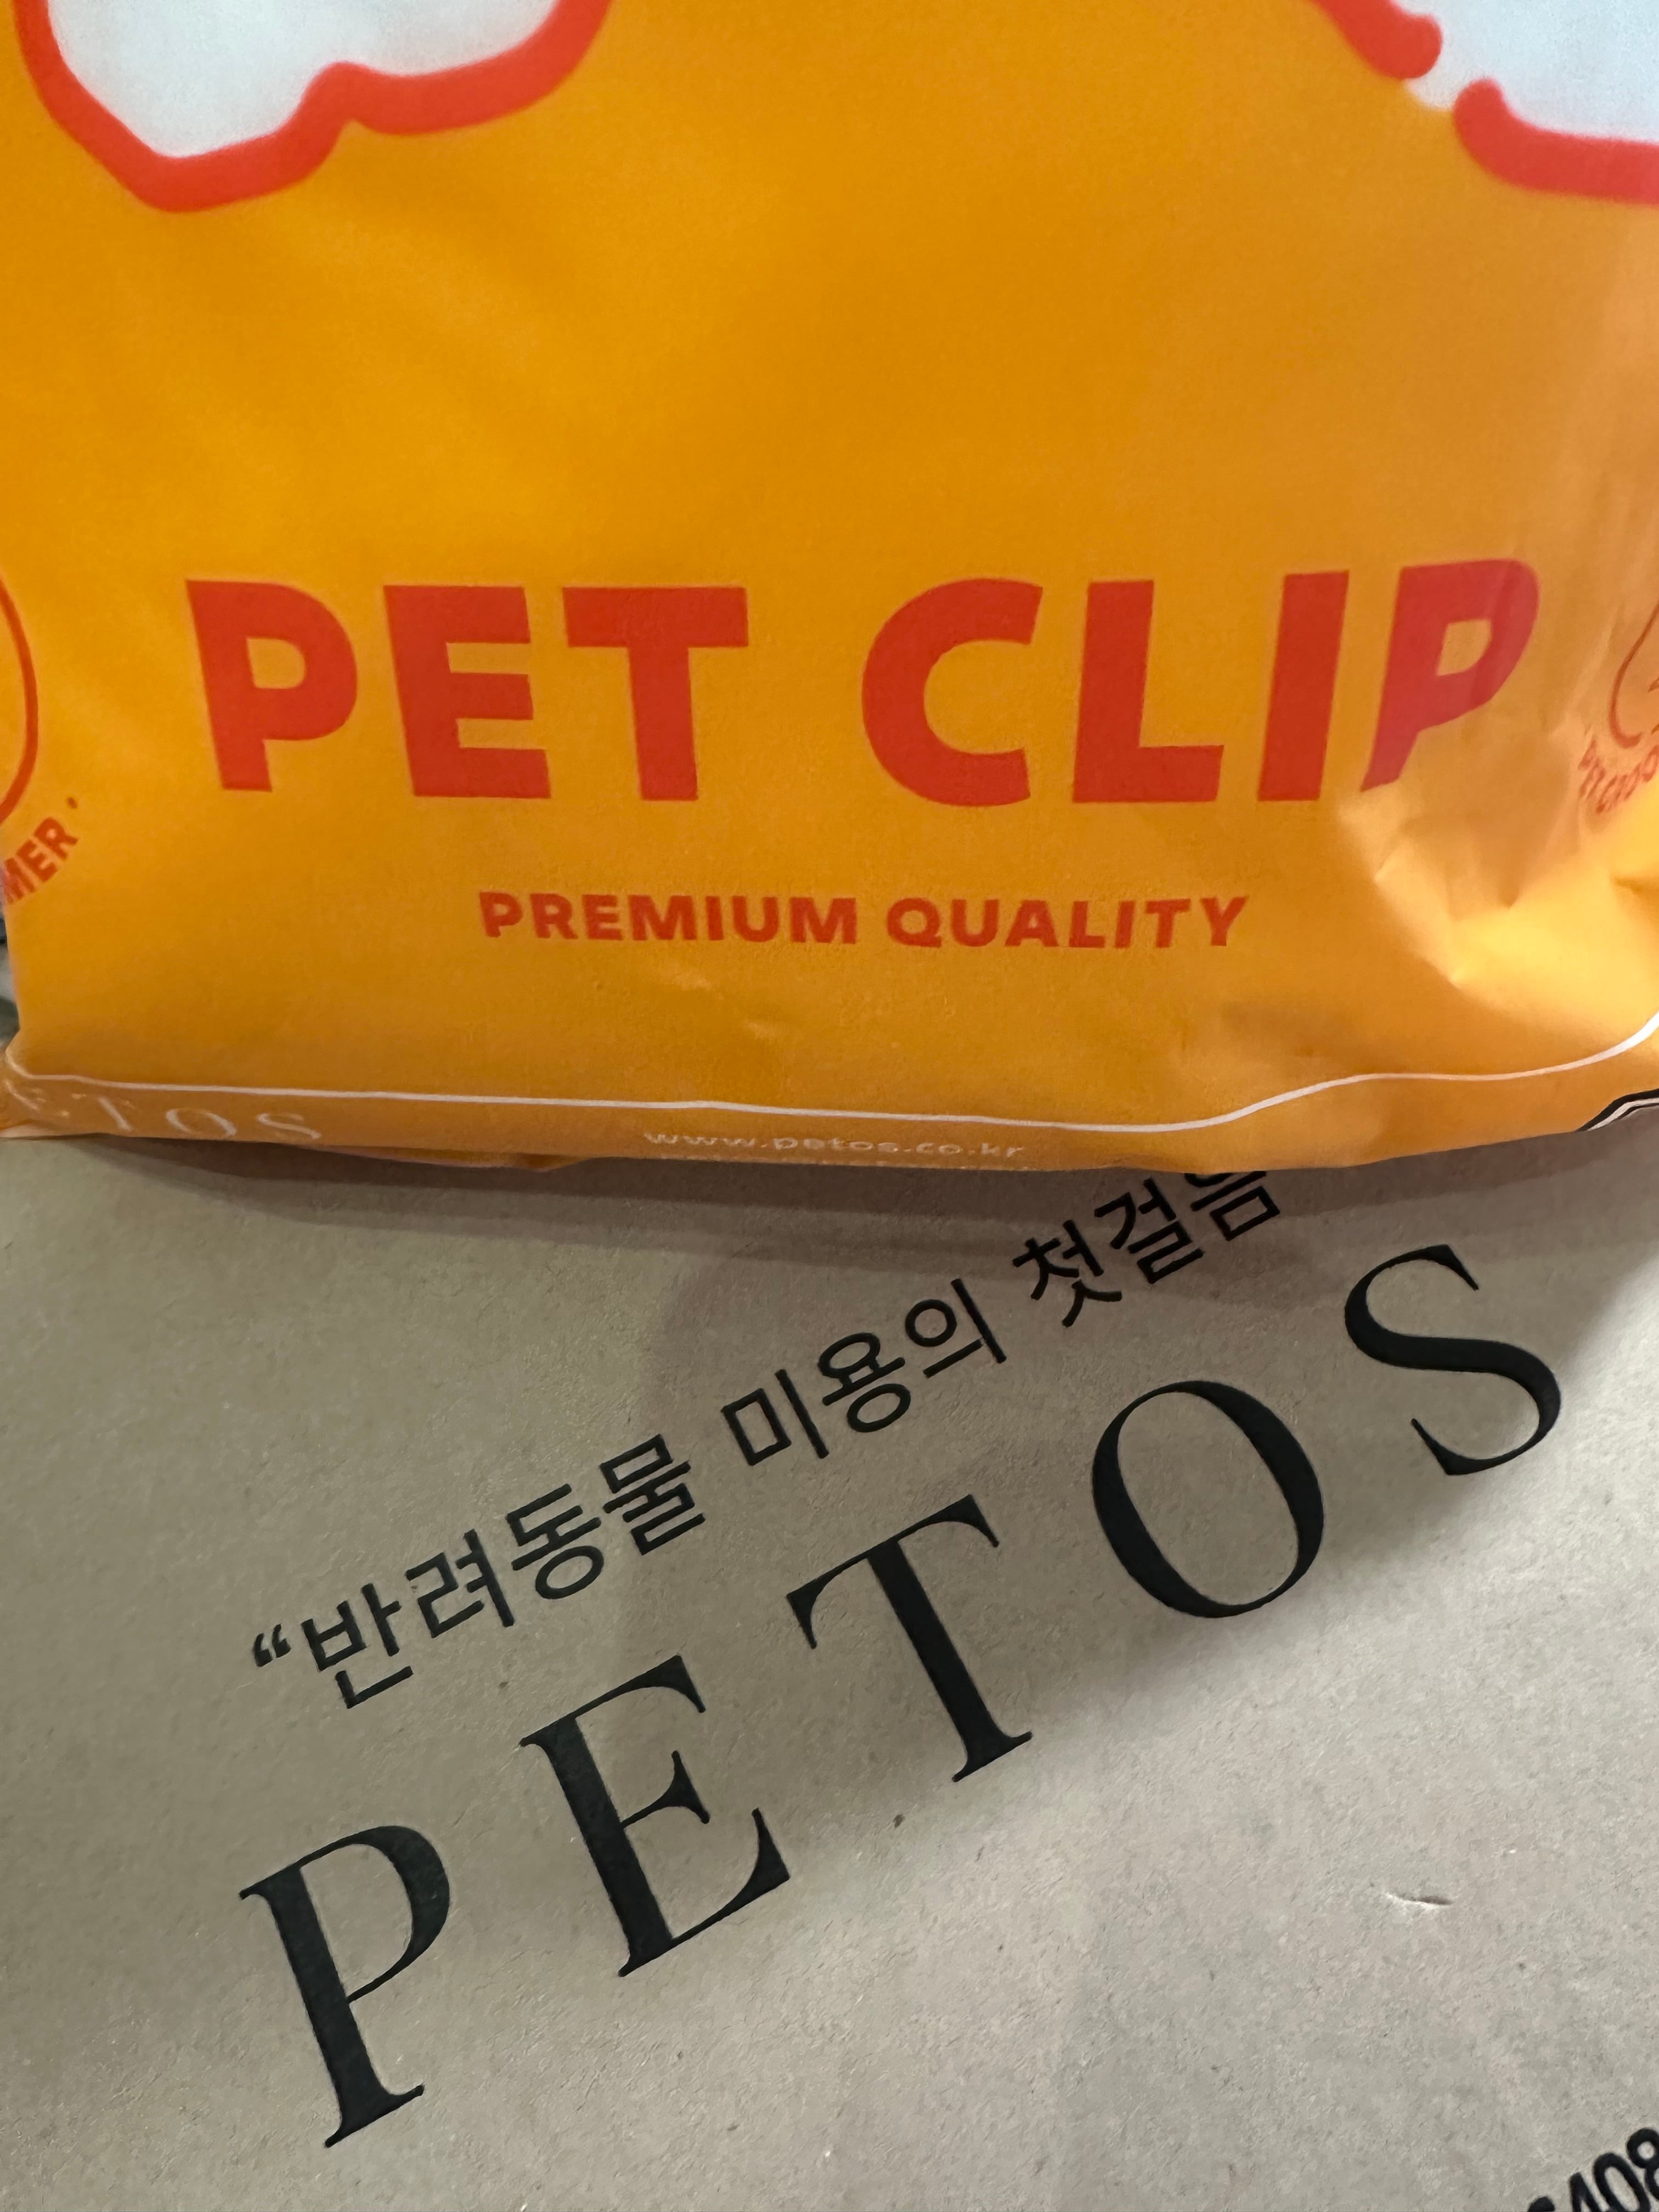 PET CLIP
PREMIUM QUALITY
www.petos.co.kr
“반려동물 미용의 첫걸음
PETOS